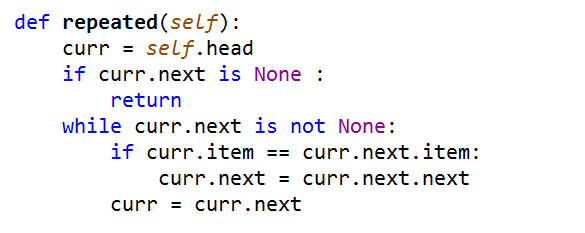 def repeated(self):
    curr = self.head
    if curr.next is None :
        return
    while curr.next is not None:
        if curr.item == curr.next.item:
            curr.next = curr.next.next
        curr = curr.next